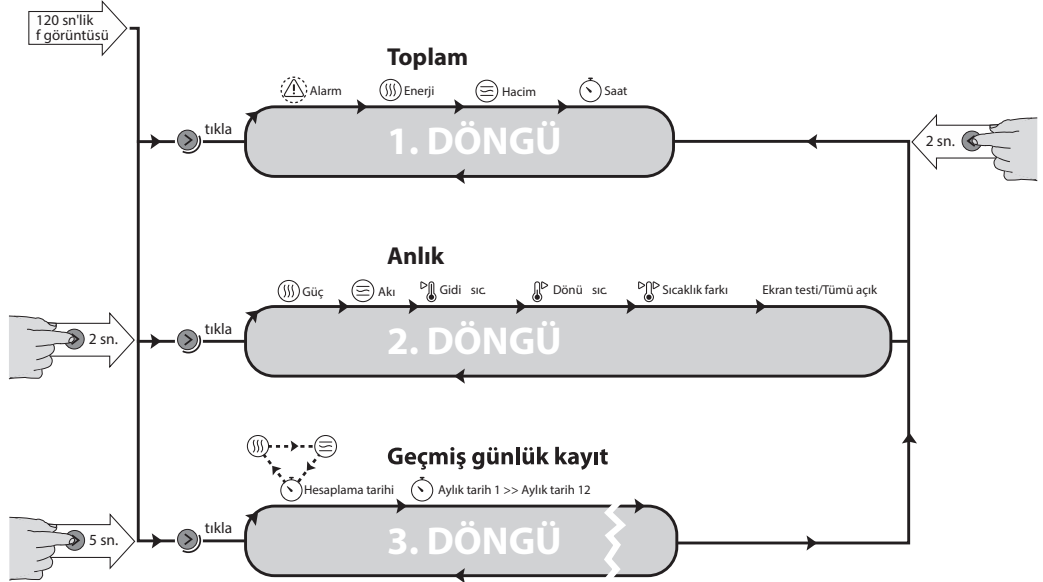 120 sn'lik
f görüntüsü
Toplam
Alarm
Enerji
Hacim
Saat
tıkla
1. DÖNGÜ
2 sn.
Anlık
Güç
Akı
Gidi sıc.
Dönü sıc.
Sıcaklık farkı
Ekran testi/Tümü açık
2 sn.
tıkla
2. DÖNGÜ
Geçmiş günlük kayıt
Hesaplama tarihi
Aylık tarih 1 >> Aylık tarih 12
5 sn.
tıkla
3. DÖNGÜ